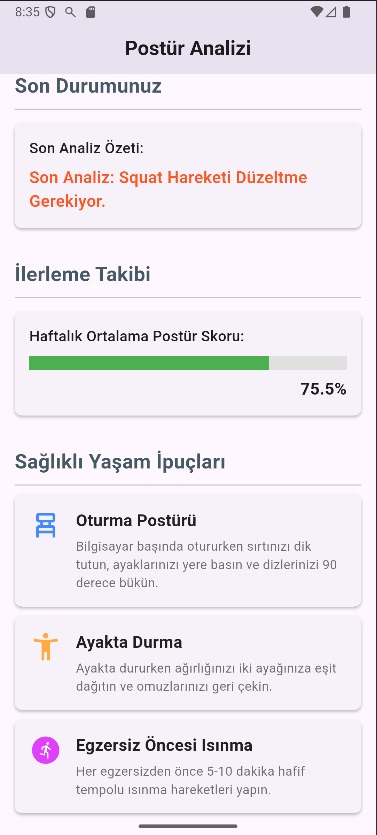 8:35
Postür Analizi
Son Durumunuz
Son Analiz Özeti:
Son Analiz: Squat Hareketi Düzeltme
Gerekiyor.
İlerleme Takibi
Haftalık Ortalama Postür Skoru:
75.5%
Sağlıklı Yaşam İpuçları
Oturma Postürü
Bilgisayar başında otururken sırtınızı dik
tutun, ayaklarınızı yere basın ve dizlerinizi 90
derece bükün.
Ayakta Durma
Ayakta dururken ağırlığınızı iki ayağınıza eşit
dağıtın ve omuzlarınızı geri çekin.
Egzersiz Öncesi Isınma
Her egzersizden önce 5-10 dakika hafif
tempolu ısınma hareketleri yapın.